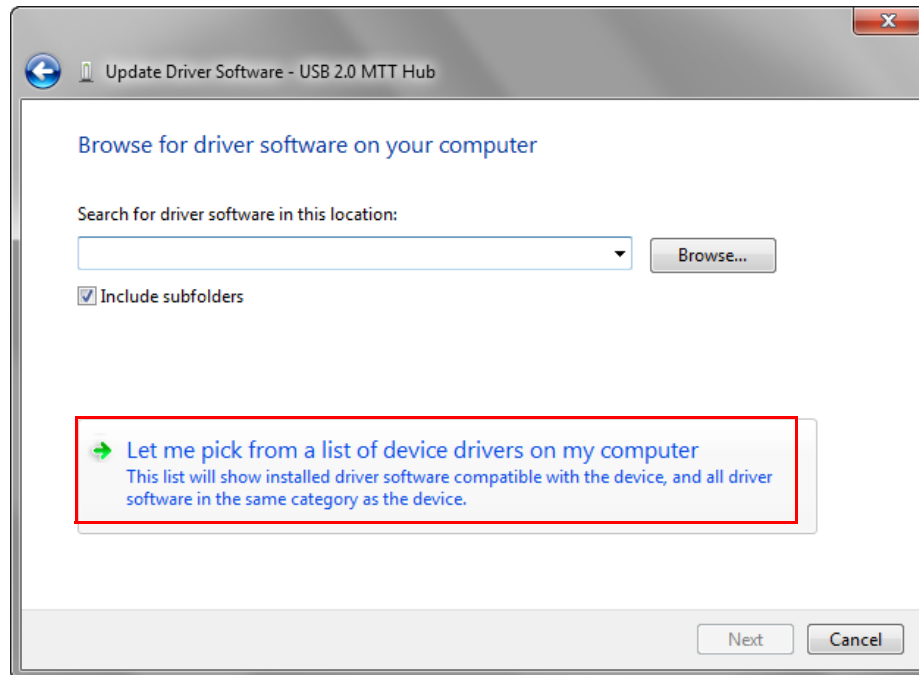 Update Driver Software - USB 2.0 MTT Hub
Browse for driver software on your computer
Search for driver software in this location:
Browse...
Include subfolders
Let me pick from a list of device drivers on my computer
This list will show installed driver software compatible with the device, and all driver
software in the same category as the device.
Next
Cancel